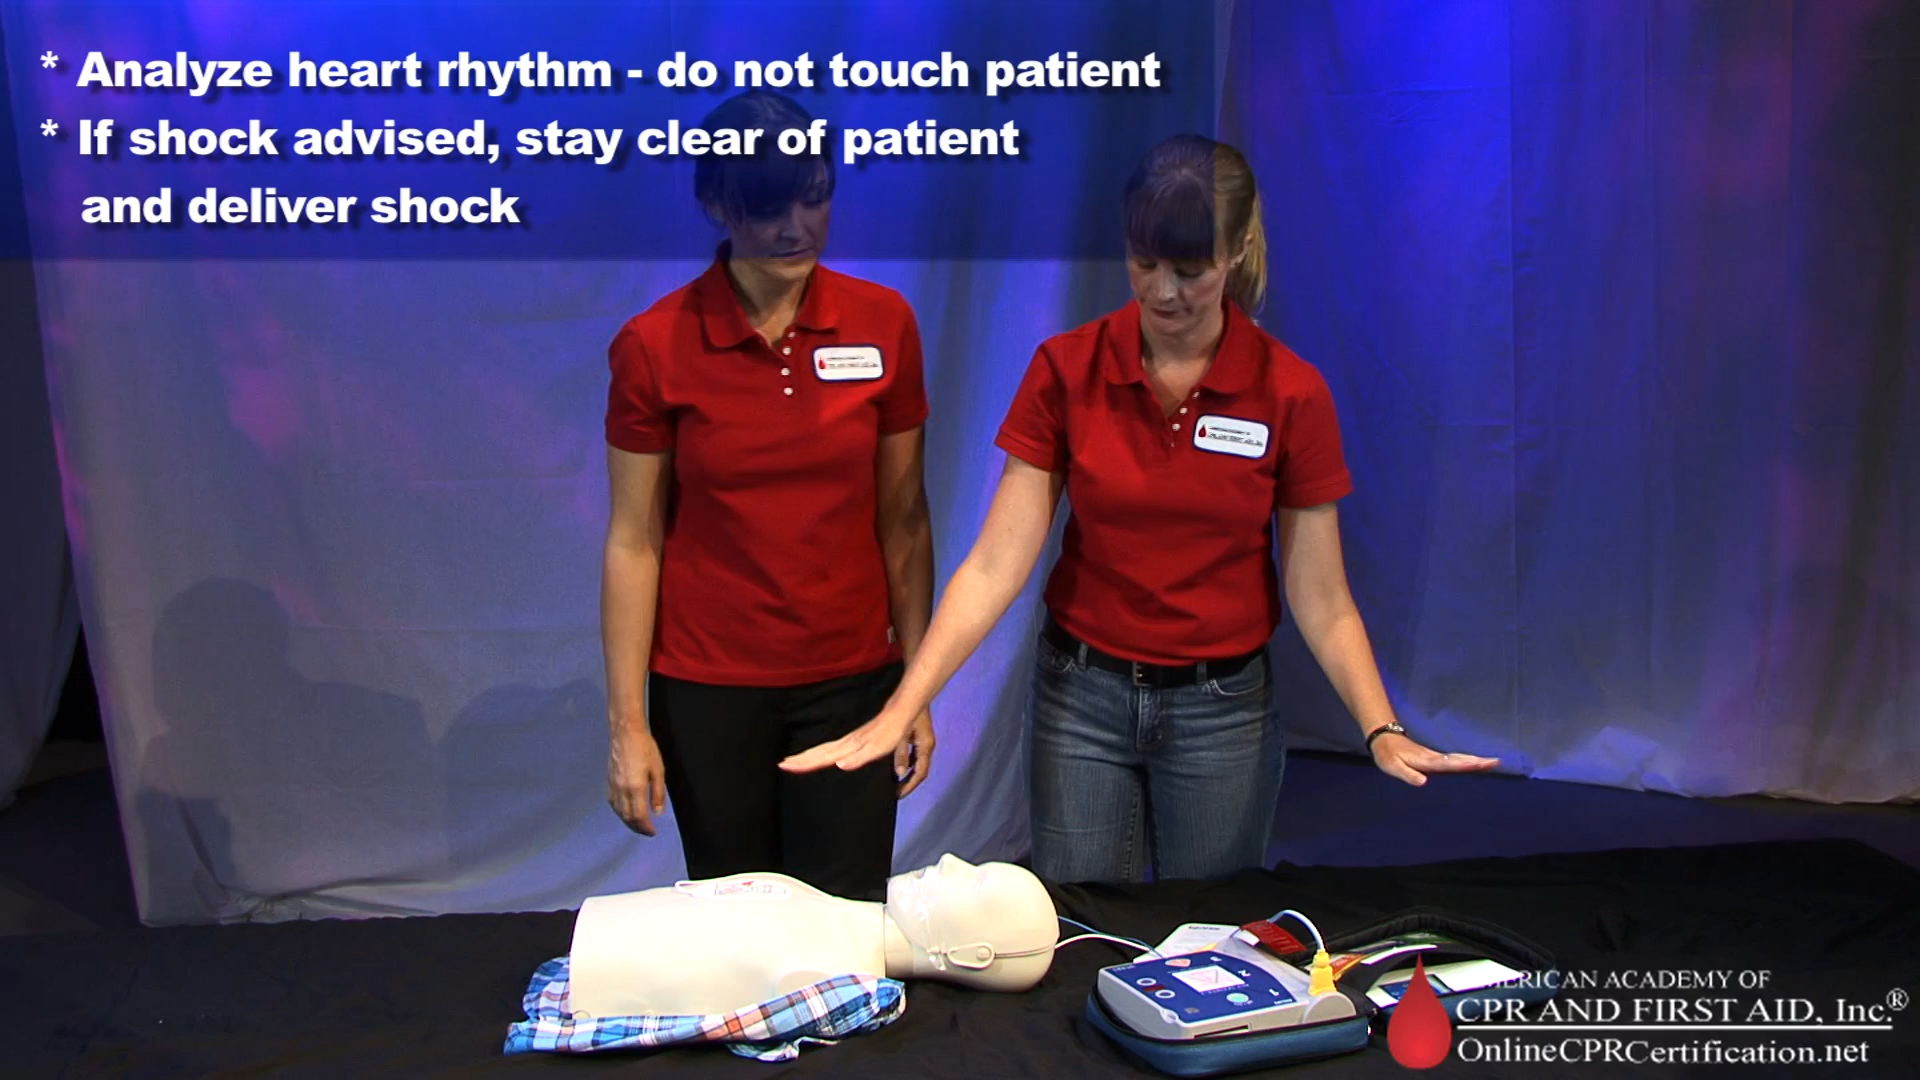 * Analyze heart rhythm - do not touch patient
* If shock advised, stay clear of patient
and deliver shock
AMERICAN ACADEMY OF
CPR AND FIRST AID, Inc.®
OnlineCPRCertification.net